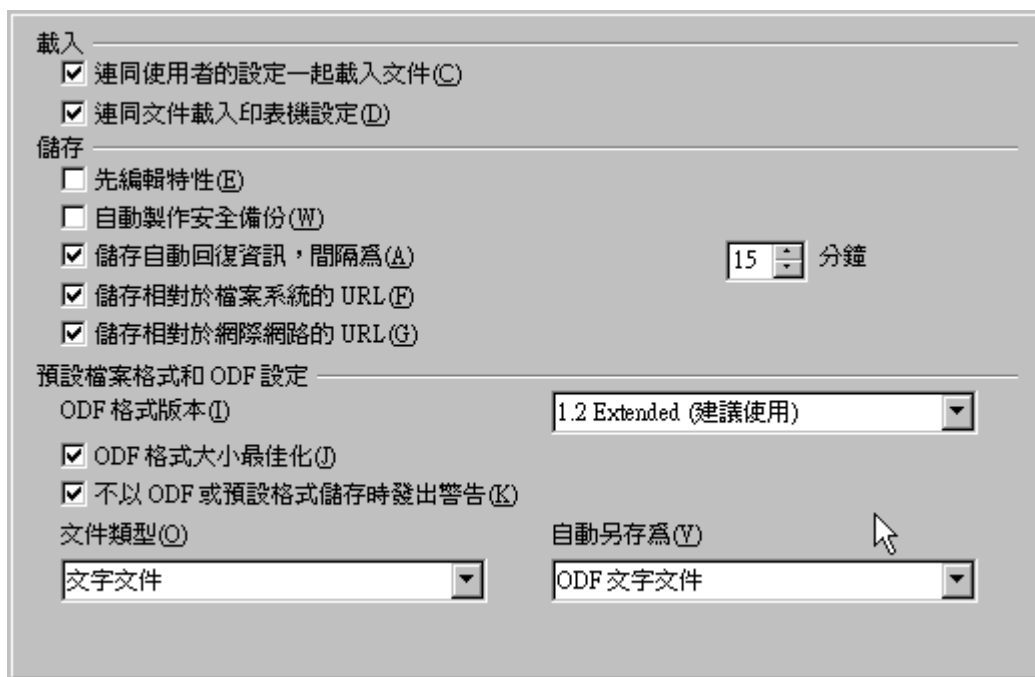 載入
連同使用者的設定一起載入文件(C)
連同文件載入印表機設定(D)
儲存
先編輯特性(E)
自動製作安全備份(W)
儲存自動回復資訊，間隔爲(A) 15 分鐘
儲存相對於檔案系統的 URL(F)
儲存相對於網際網路的 URL(G)
預設檔案格式和 ODF 設定
ODF 格式版本(I) 1.2 Extended (建議使用)
ODF 格式大小最佳化(J)
不以 ODF 或預設格式儲存時發出警告(K)
文件類型(O) 自動另存爲(V)
文字文件 ODF 文字文件